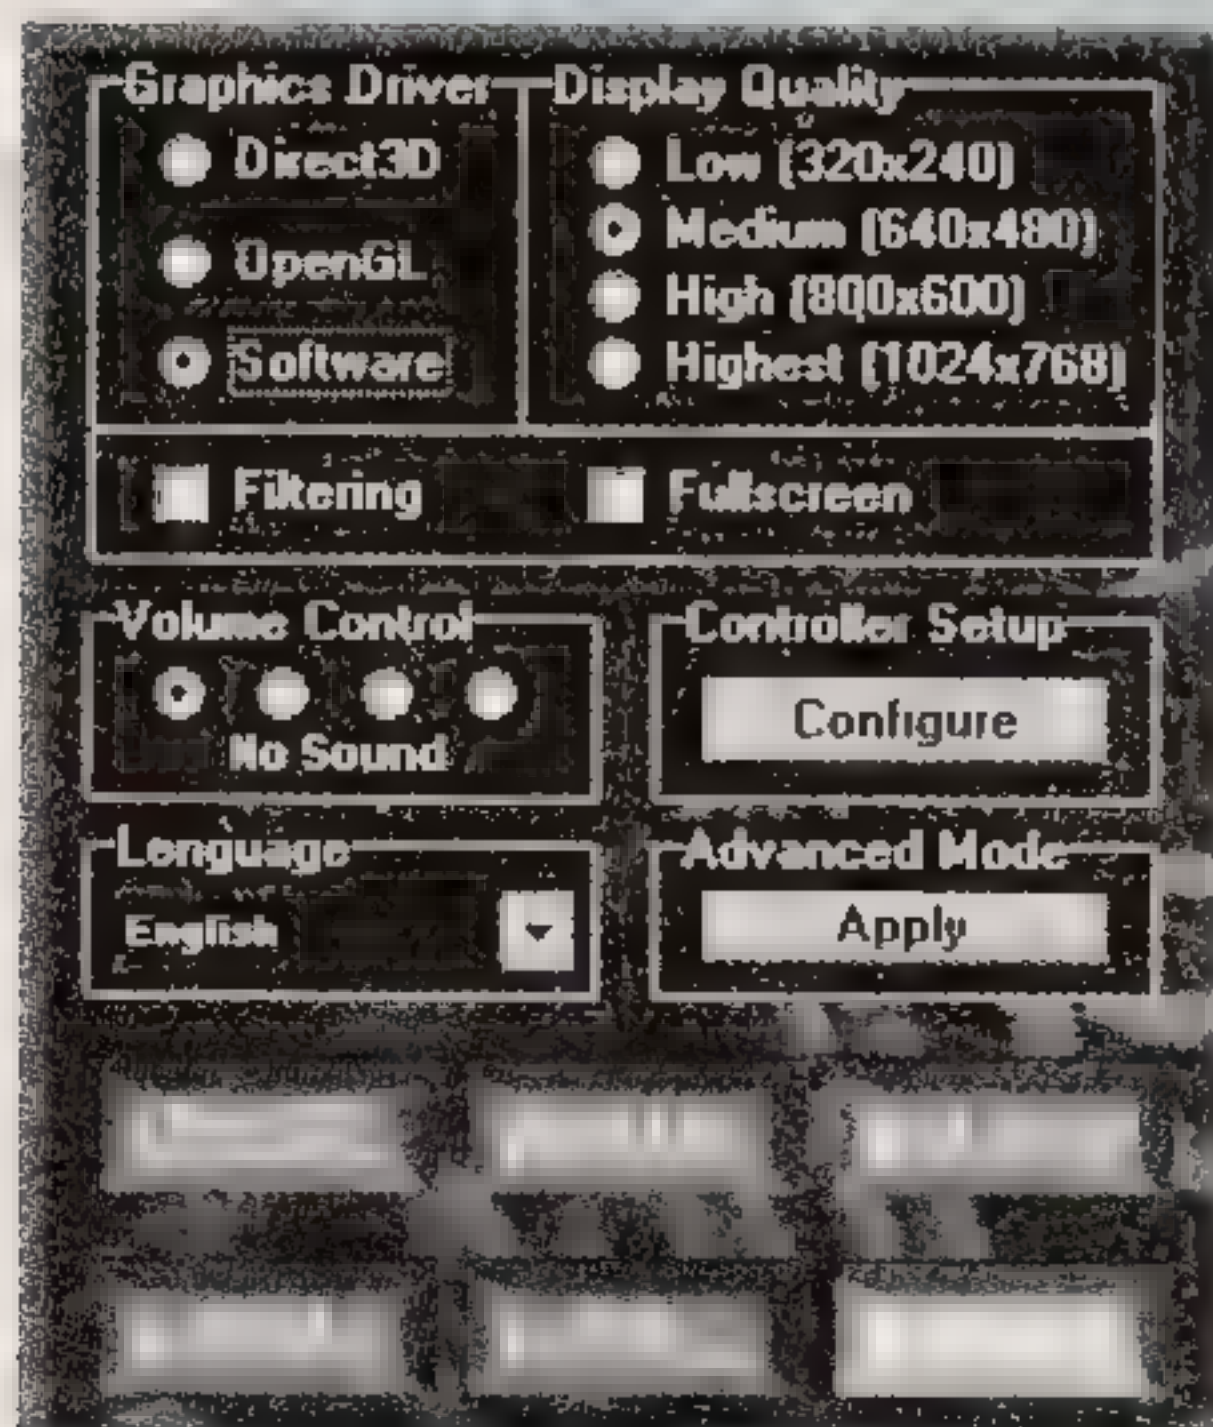 Graphics Driver
Direct3D
OpenGL
Software
Display Quality
Low (320x240)
Medium (640x480)
High (800x600)
Highest (1024x768)
Filtering
Fullscreen
Volume Control
No Sound
Controller Setup
Configure
Language
English
Advanced Mode
Apply